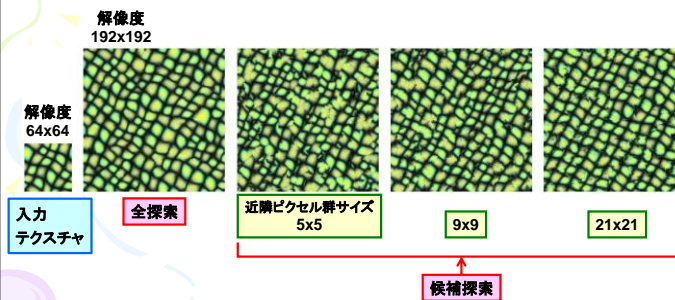 解像度
192x192
解像度
64x64
入力
テクスチャ
全探索
近隣ピクセル群サイズ
5x5
9x9
21x21
候補探索